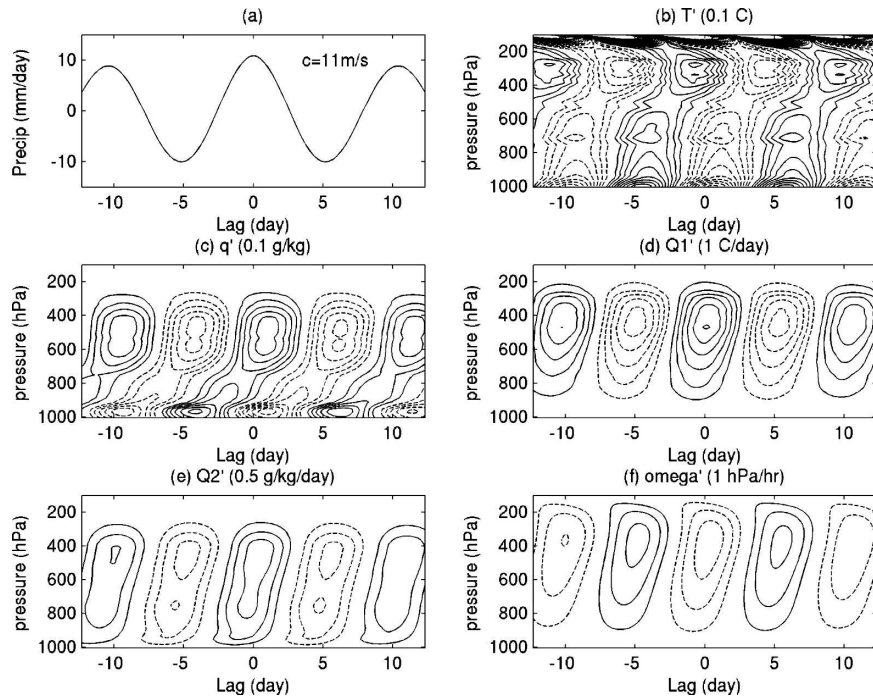 (a)
Precip (mm/day)
10
0
-10
c=11m/s
-10 -5 0 5 10
Lag (day)
(b) T' (0.1 C)
pressure (hPa)
200
400
600
800
1000
-10 -5 0 5 10
Lag (day)
(c) q' (0.1 g/kg)
pressure (hPa)
200
400
600
800
1000
-10 -5 0 5 10
Lag (day)
(d) Q1' (1 C/day)
pressure (hPa)
200
400
600
800
1000
-10 -5 0 5 10
Lag (day)
(e) Q2' (0.5 g/kg/day)
pressure (hPa)
200
400
600
800
1000
-10 -5 0 5 10
Lag (day)
(f) omega' (1 hPa/hr)
pressure (hPa)
200
400
600
800
1000
-10 -5 0 5 10
Lag (day)